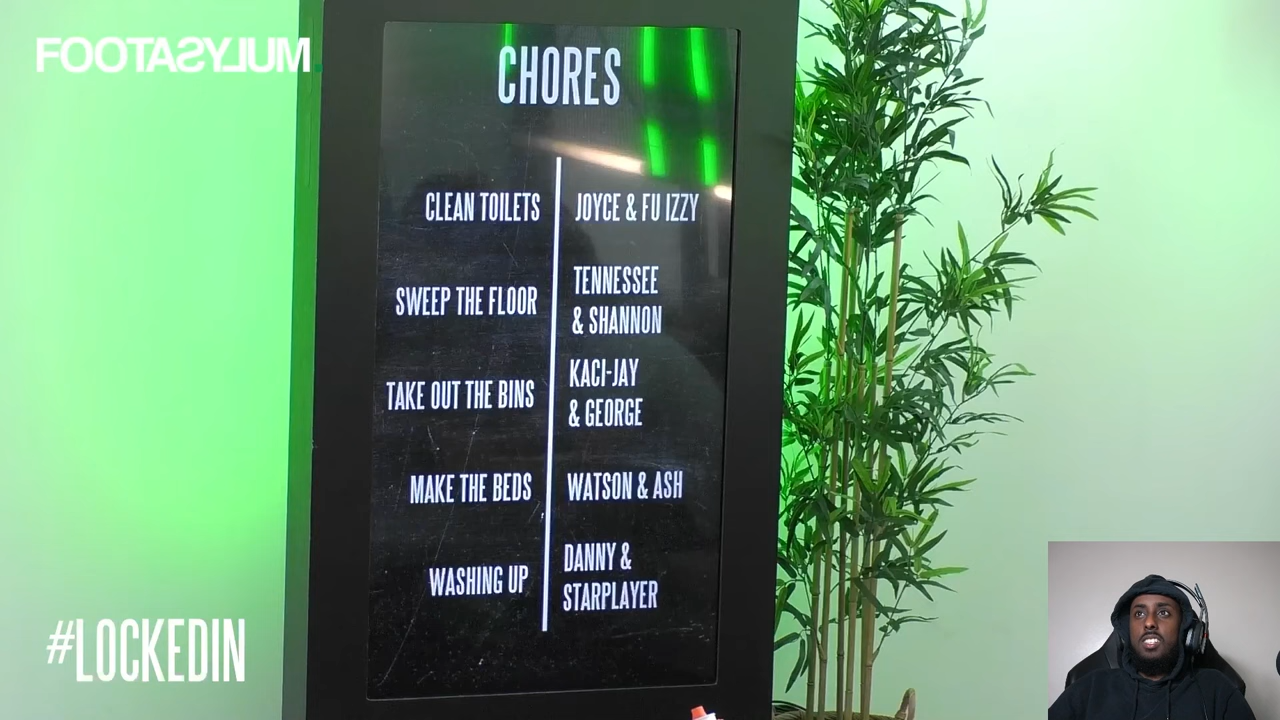 FOOTASYLUM.
CHORES
CLEAN TOILETS
JOYCE & FU IZZY
SWEEP THE FLOOR
TENNESSEE
& SHANNON
TAKE OUT THE BINS
KACI-JAY
& GEORGE
MAKE THE BEDS
WATSON & ASH
WASHING UP
DANNY &
STARPLAYER
#LOCKEDIN